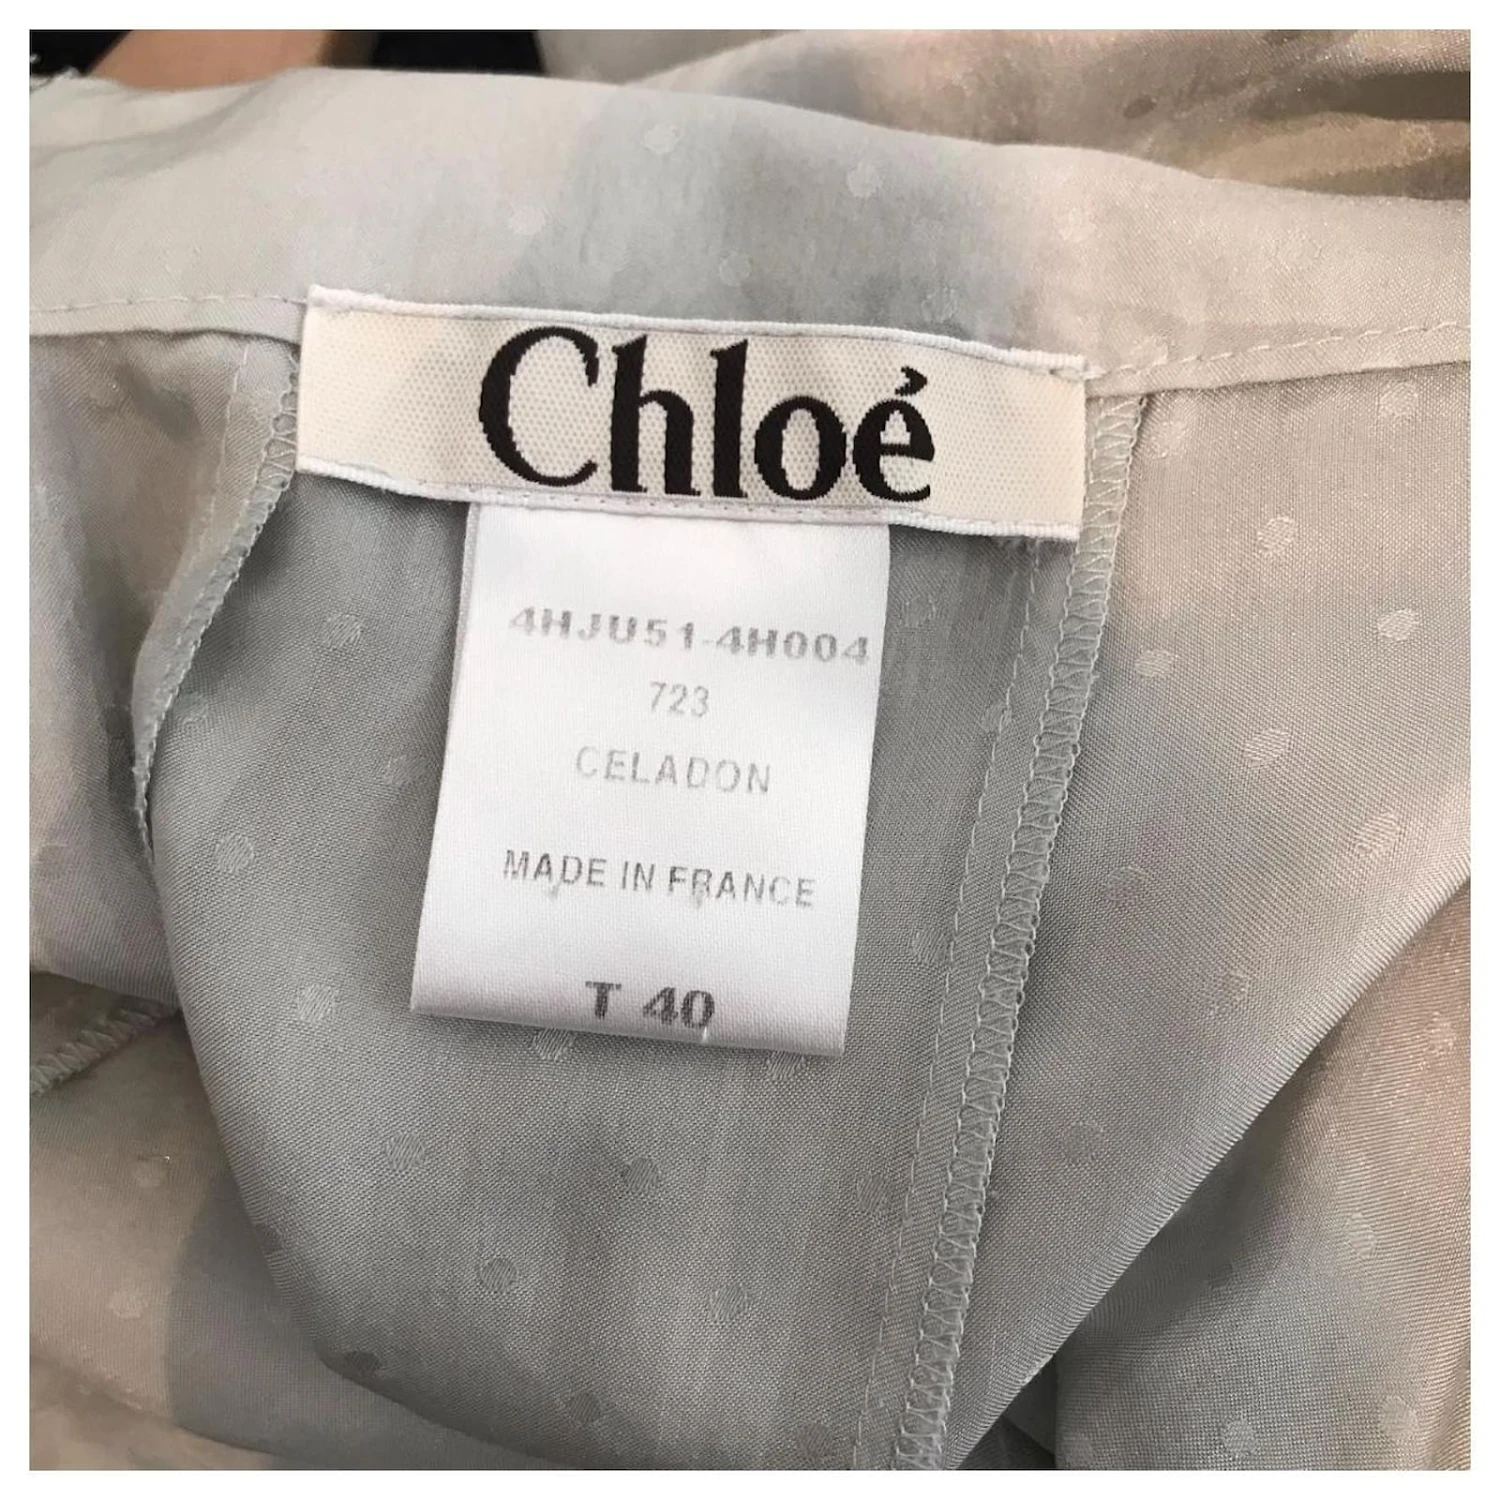 Chloé
4HJU51-4H004
723
CELADON
MADE IN FRANCE
T 40